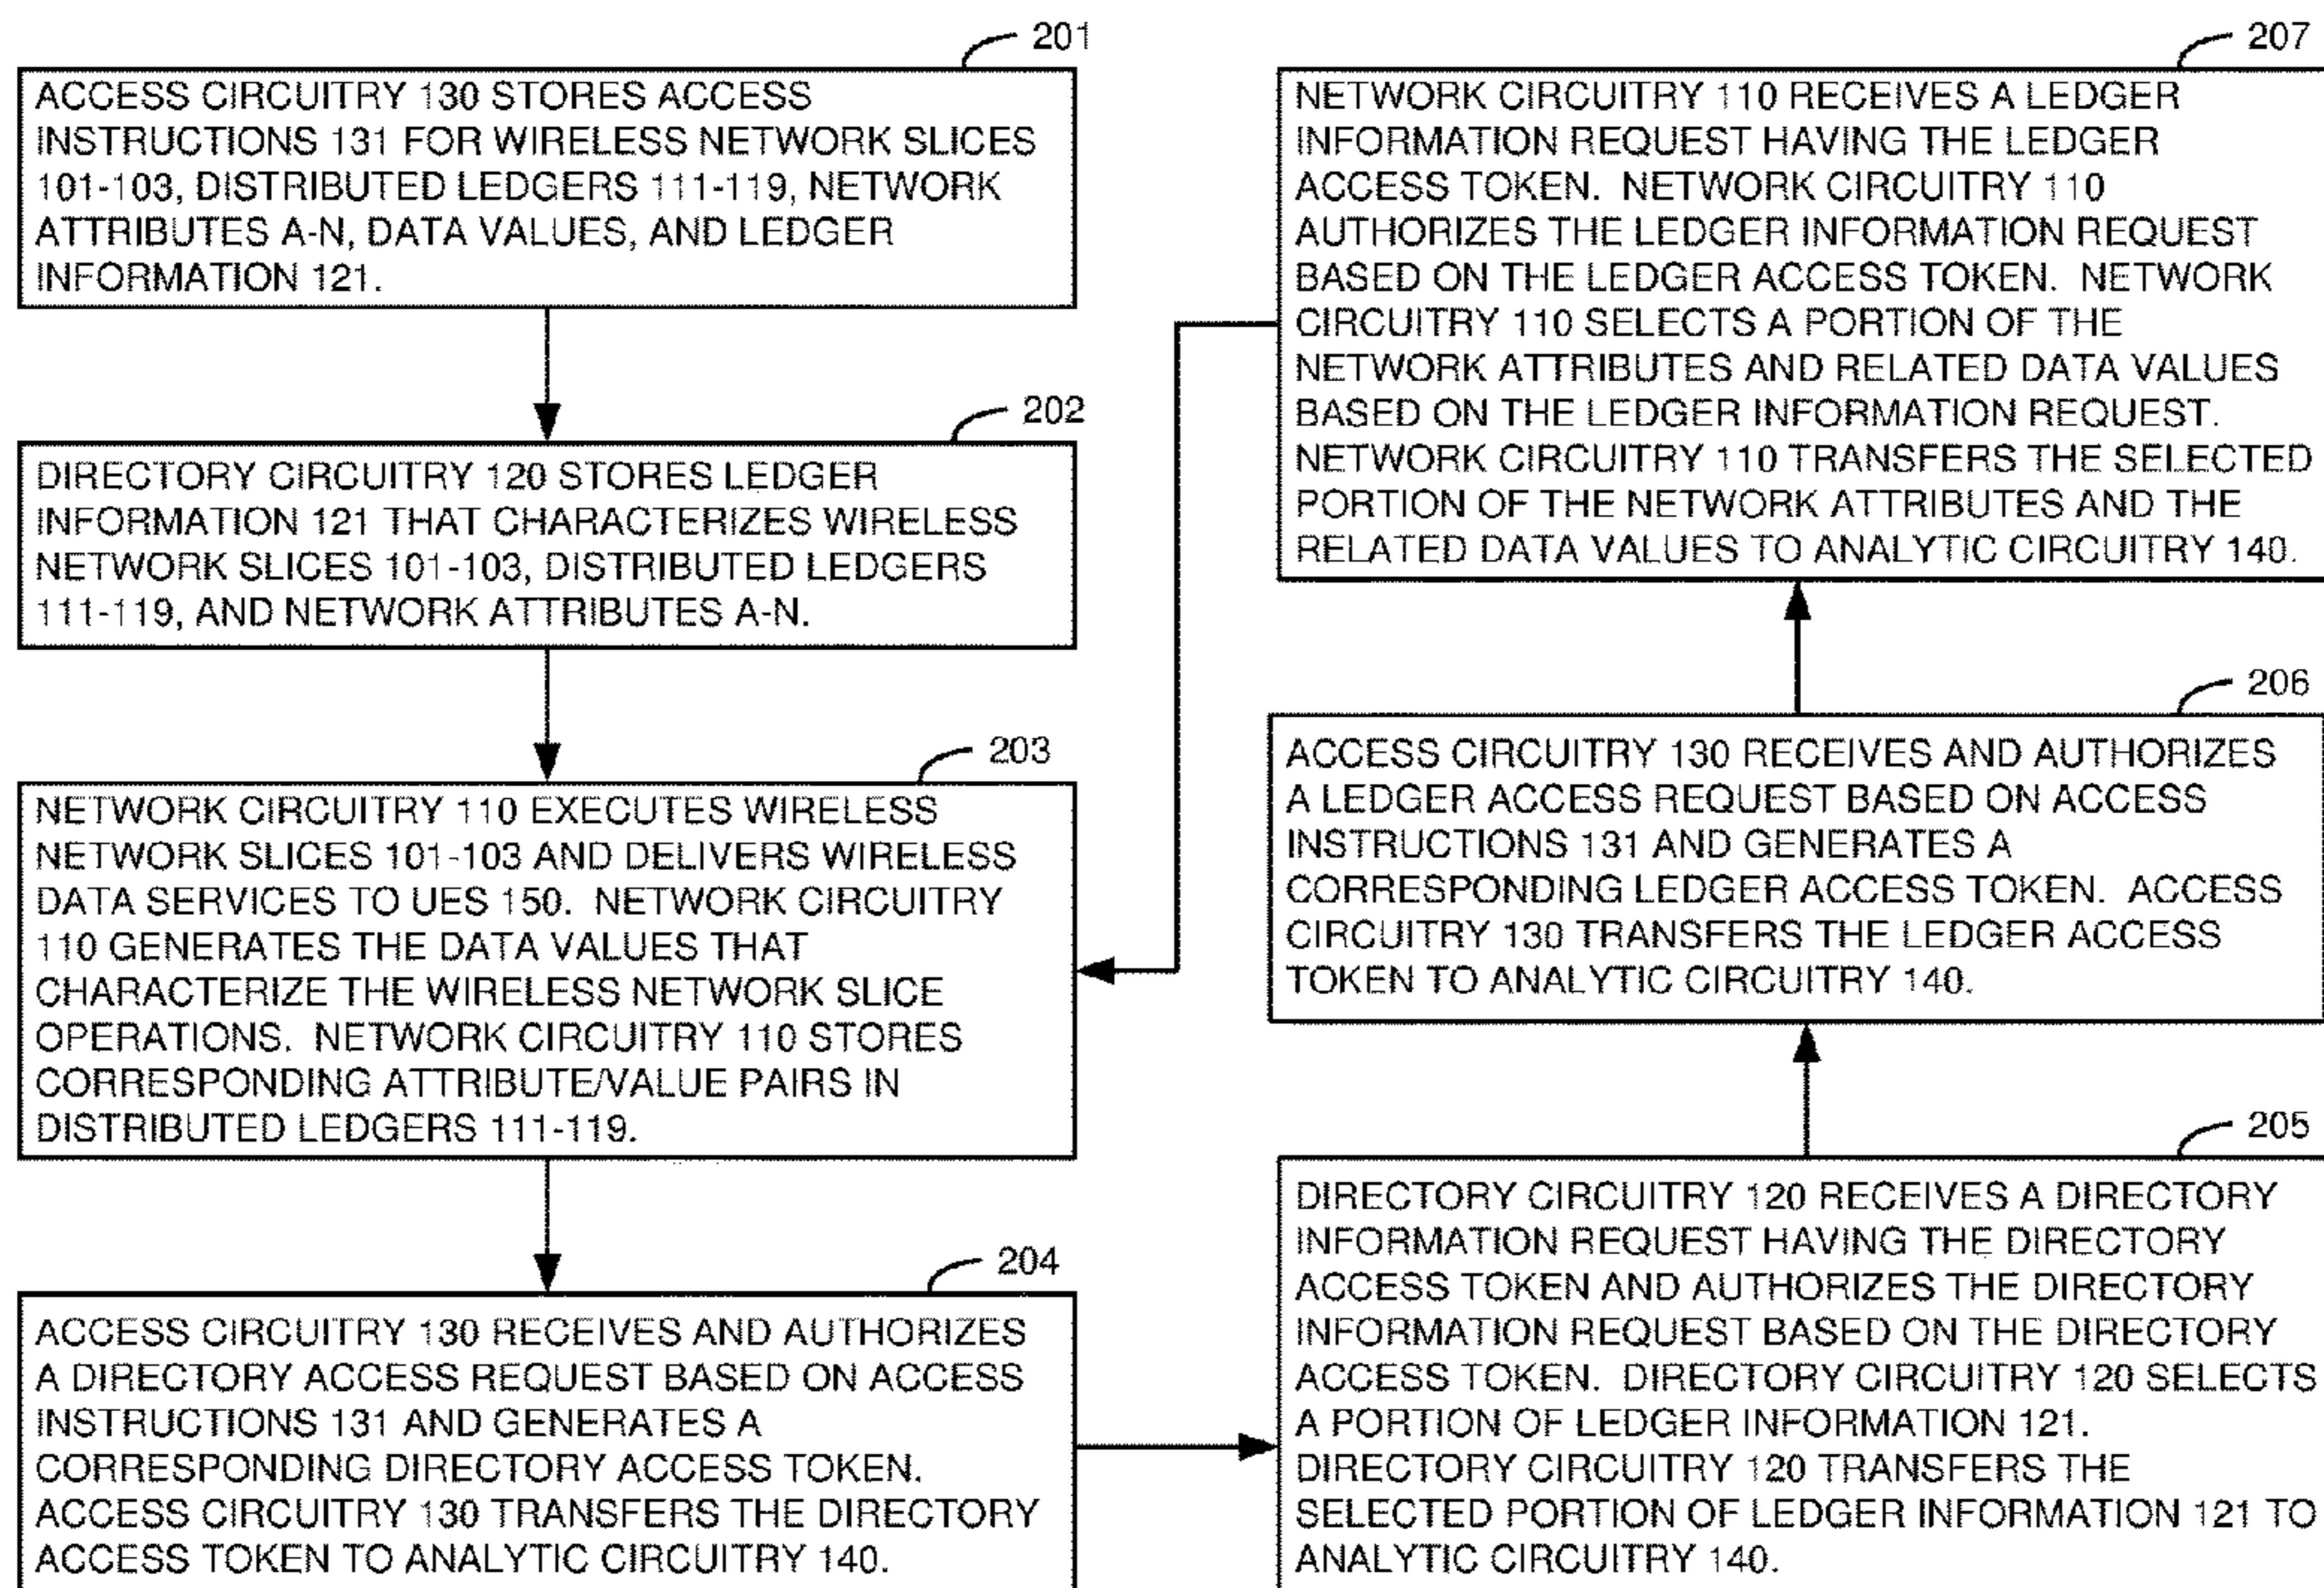 201
ACCESS CIRCUITRY 130 STORES ACCESS
INSTRUCTIONS 131 FOR WIRELESS NETWORK SLICES
101-103, DISTRIBUTED LEDGERS 111-119, NETWORK
ATTRIBUTES A-N, DATA VALUES, AND LEDGER
INFORMATION 121.
202
DIRECTORY CIRCUITRY 120 STORES LEDGER
INFORMATION 121 THAT CHARACTERIZES WIRELESS
NETWORK SLICES 101-103, DISTRIBUTED LEDGERS
111-119, AND NETWORK ATTRIBUTES A-N.
203
NETWORK CIRCUITRY 110 EXECUTES WIRELESS
NETWORK SLICES 101-103 AND DELIVERS WIRELESS
DATA SERVICES TO UES 150. NETWORK CIRCUITRY
110 GENERATES THE DATA VALUES THAT
CHARACTERIZE THE WIRELESS NETWORK SLICE
OPERATIONS. NETWORK CIRCUITRY 110 STORES
CORRESPONDING ATTRIBUTE/VALUE PAIRS IN
DISTRIBUTED LEDGERS 111-119.
204
ACCESS CIRCUITRY 130 RECEIVES AND AUTHORIZES
A DIRECTORY ACCESS REQUEST BASED ON ACCESS
INSTRUCTIONS 131 AND GENERATES A
CORRESPONDING DIRECTORY ACCESS TOKEN.
ACCESS CIRCUITRY 130 TRANSFERS THE DIRECTORY
ACCESS TOKEN TO ANALYTIC CIRCUITRY 140.
205
DIRECTORY CIRCUITRY 120 RECEIVES A DIRECTORY
INFORMATION REQUEST HAVING THE DIRECTORY
ACCESS TOKEN AND AUTHORIZES THE DIRECTORY
INFORMATION REQUEST BASED ON THE DIRECTORY
ACCESS TOKEN. DIRECTORY CIRCUITRY 120 SELECTS
A PORTION OF LEDGER INFORMATION 121.
DIRECTORY CIRCUITRY 120 TRANSFERS THE
SELECTED PORTION OF LEDGER INFORMATION 121 TO
ANALYTIC CIRCUITRY 140.
206
ACCESS CIRCUITRY 130 RECEIVES AND AUTHORIZES
A LEDGER ACCESS REQUEST BASED ON ACCESS
INSTRUCTIONS 131 AND GENERATES A
CORRESPONDING LEDGER ACCESS TOKEN. ACCESS
CIRCUITRY 130 TRANSFERS THE LEDGER ACCESS
TOKEN TO ANALYTIC CIRCUITRY 140.
207
NETWORK CIRCUITRY 110 RECEIVES A LEDGER
INFORMATION REQUEST HAVING THE LEDGER
ACCESS TOKEN. NETWORK CIRCUITRY 110
AUTHORIZES THE LEDGER INFORMATION REQUEST
BASED ON THE LEDGER ACCESS TOKEN. NETWORK
CIRCUITRY 110 SELECTS A PORTION OF THE
NETWORK ATTRIBUTES AND RELATED DATA VALUES
BASED ON THE LEDGER INFORMATION REQUEST.
NETWORK CIRCUITRY 110 TRANSFERS THE SELECTED
PORTION OF THE NETWORK ATTRIBUTES AND THE
RELATED DATA VALUES TO ANALYTIC CIRCUITRY 140.